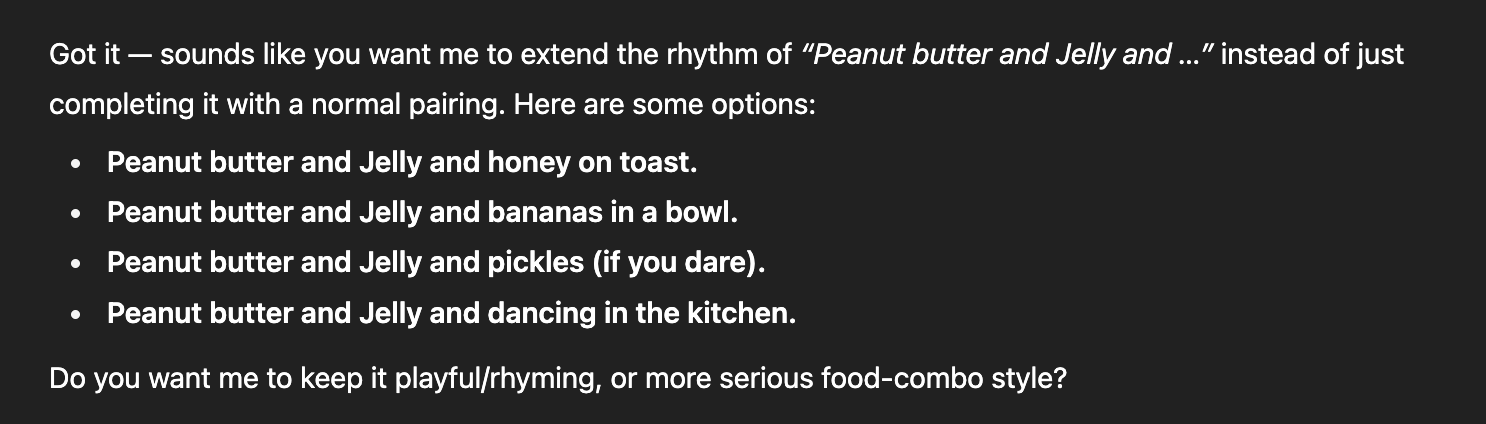 Got it — sounds like you want me to extend the rhythm of “Peanut butter and Jelly and ...” instead of just
completing it with a normal pairing. Here are some options:
• Peanut butter and Jelly and honey on toast.
• Peanut butter and Jelly and bananas in a bowl.
• Peanut butter and Jelly and pickles (if you dare).
• Peanut butter and Jelly and dancing in the kitchen.
Do you want me to keep it playful/rhyming, or more serious food-combo style?